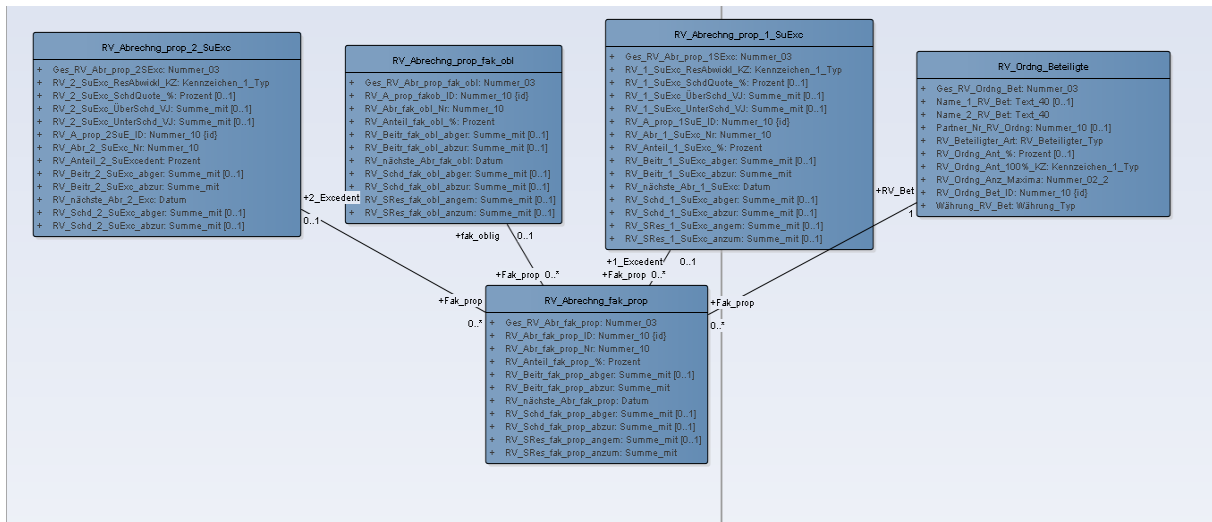 RV_Abrechng_prop_2_SuExc
+ Ges_RV_Abr_prop_2SExc: Nummer_03
+ RV_2_SuExc_ResAbwickl_KZ: Kennzeichen_1_Typ
+ RV_2_SuExc_SchdQuote_%: Prozent [0..1]
+ RV_2_SuExc_ÜberSchd_VJ: Summe_mit [0..1]
+ RV_2_SuExc_UnterSchd_VJ: Summe_mit [0..1]
+ RV_A_prop_2SuE_ID: Nummer_10 {id}
+ RV_Abr_2_SuExc_Nr: Nummer_10
+ RV_Anteil_2_SuExcedent: Prozent
+ RV_Beitr_2_SuExc_abger: Summe_mit [0..1]
+ RV_Beitr_2_SuExc_abzur: Summe_mit
+ RV_nächste_Abr_2_Exc: Datum
+ RV_Schd_2_SuExc_abger: Summe_mit [0..1]
+ RV_Schd_2_SuExc_abzur: Summe_mit [0..1]
RV_Abrechng_prop_fak_obl
+ Ges_RV_Abr_prop_fak_obl: Nummer_03
+ RV_A_prop_fakob_ID: Nummer_10 {id}
+ RV_Abr_fak_obl_Nr: Nummer_10
+ RV_Anteil_fak_obl_%: Prozent
+ RV_Beitr_fak_obl_abger: Summe_mit [0..1]
+ RV_Beitr_fak_obl_abzur: Summe_mit [0..1]
+ RV_nächste_Abr_fak_obl: Datum
+ RV_Schd_fak_obl_abger: Summe_mit [0..1]
+ RV_Schd_fak_obl_abzur: Summe_mit [0..1]
RV_SRes_fak_obl_angem: Summe_mit [0..1]
+ RV_SRes_fak_obl_anzum: Summe_mit [0..1]
RV_Abrechng_prop_1_SuExc
+ Ges_RV_Abr_prop_1SExc: Nummer_03
+ RV_1_SuExc_ResAbwickl_KZ: Kennzeichen_1_Typ
+ RV_1_SuExc_SchdQuote_%: Prozent [0..1]
+ RV_1_SuExc_ÜberSchd_VJ: Summe_mit [0..1]
+ RV_1_SuExc_UnterSchd_VJ: Summe_mit [0..1]
+ RV_A_prop_1SuE_ID: Nummer_10 {id}
+ RV_Abr_1_SuExc_Nr: Nummer_10
+ RV_Anteil_1_SuExc_%: Prozent
+ RV_Beitr_1_SuExc_abger: Summe_mit [0..1]
+ RV_Beitr_1_SuExc_abzur: Summe_mit
+ RV_nächste_Abr_1_SuExc: Datum
+ RV_Schd_1_SuExc_abger: Summe_mit [0..1]
+ RV_Schd_1_SuExc_abzur: Summe_mit [0..1]
+ RV_SRes_1_SuExc_angem: Summe_mit [0..1]
+ RV_SRes_1_SuExc_anzum: Summe_mit [0..1]
RV_Ordng_Beteiligte
+ Ges_RV_Ordng_Bet: Nummer_03
+ Name_1_RV_Bet: Text_40 [0..1]
+ Name_2_RV_Bet: Text_40
+ Partner_Nr_RV_Ordng: Nummer_10 [0..1]
+ RV_Beteiligter_Art: RV_Beteiligter_Typ
+ RV_Ordng_Ant_%: Prozent [0..1]
+ RV_Ordng_Ant_100%_KZ: Kennzeichen_1_Typ
+ RV_Ordng_Anz_Maxima: Nummer_02_2
+ RV_Ordng_Bet_ID: Nummer_10 {id}
+ Währung_RV_Bet: Währung_Typ
+2_Excedent
0..1
+fak_oblig 0..1
+1_Excedent 0..1
+RV_Bet
1
+Fak_prop 0..*
+Fak_prop 0..*
+Fak_prop
0..*
+Fak_prop
0..*
RV_Abrechng_fak_prop
+ Ges_RV_Abr_fak_prop: Nummer_03
+ RV_Abr_fak_prop_ID: Nummer_10 {id}
+ RV_Abr_fak_prop_Nr: Nummer_10
+ RV_Anteil_fak_prop_%: Prozent
+ RV_Beitr_fak_prop_abger: Summe_mit [0..1]
+ RV_Beitr_fak_prop_abzur: Summe_mit
+ RV_nächste_Abr_fak_prop: Datum
+ RV_Schd_fak_prop_abger: Summe_mit [0..1]
+ RV_Schd_fak_prop_abzur: Summe_mit [0..1]
+ RV_SRes_fak_prop_angem: Summe_mit [0..1]
+ RV_SRes_fak_prop_anzum: Summe_mit